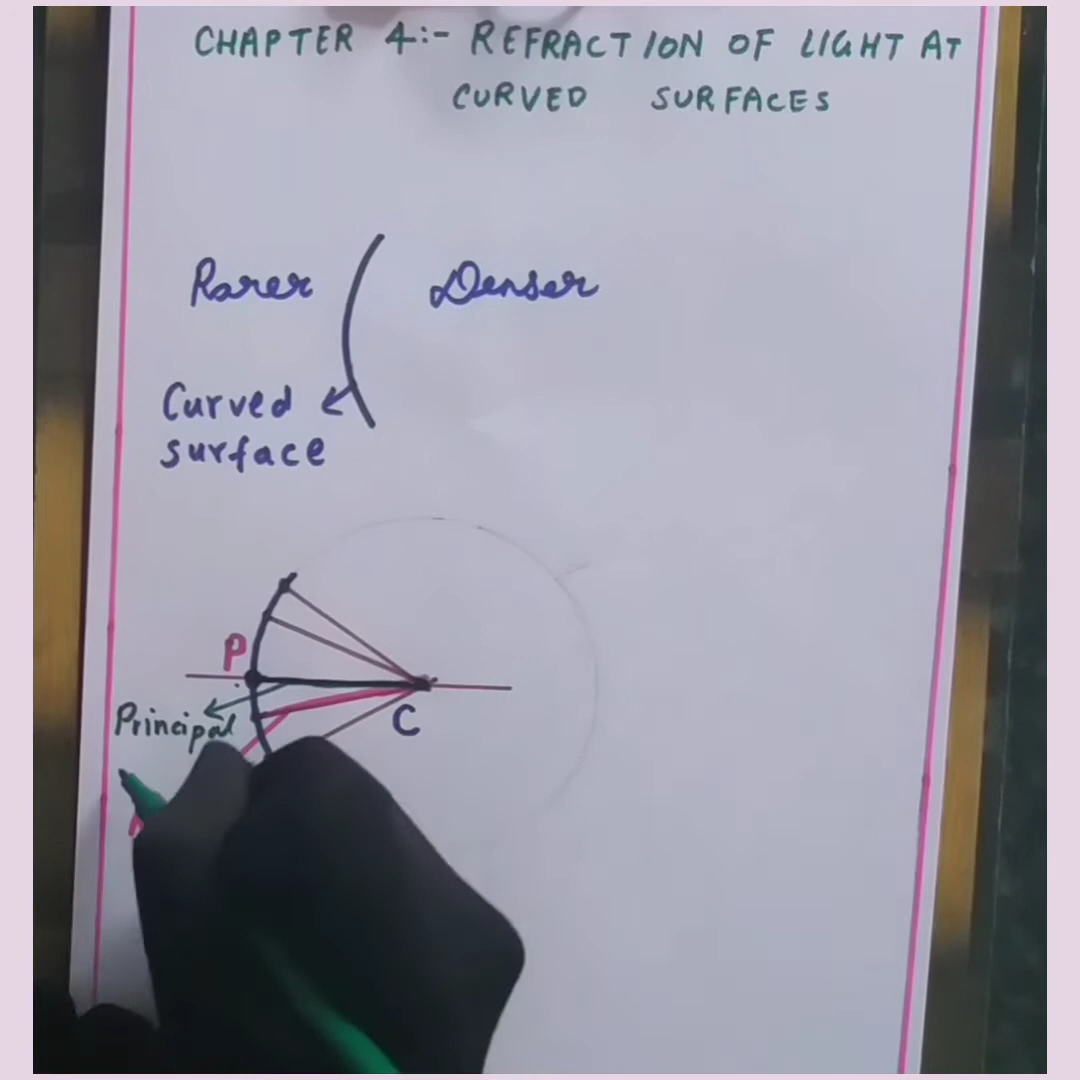 CHAPTER 4:- REFRACTION OF LIGHT AT
CURVED SURFACES
Rarer Denser
Curved
surface
P
Principal
C